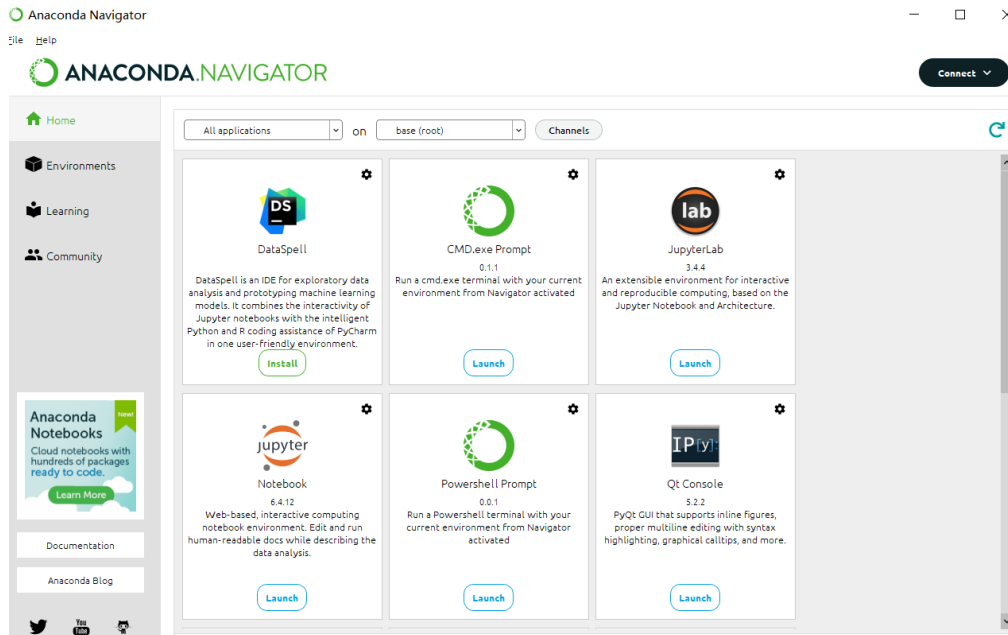 Anaconda Navigator
File Help
ANACONDA.NAVIGATOR
Connect
Home
Environments
Learning
Community
All applications
on
base (root)
Channels
DS
DataSpell
DataSpell is an IDE for exploratory data
analysis and prototyping machine learning
models. It combines the interactivity of
Jupyter notebooks with the intelligent
Python and R coding assistance of PyCharm
in one user-friendly environment.
Install
CMD.exe Prompt
0.1.1
Run a cmd.exe terminal with your current
environment from Navigator activated
Launch
lab
JupyterLab
3.4.4
An extensible environment for interactive
and reproducible computing, based on the
Jupyter Notebook and Architecture.
Launch
jupyter
Notebook
6.4.12
Web-based, interactive computing
notebook environment. Edit and run
human-readable docs while describing the
data analysis.
Launch
Powershell Prompt
0.0.1
Run a Powershell terminal with your
current environment from Navigator
activated
Launch
IP[y]:
Qt Console
5.2.2
PyQt GUI that supports inline figures,
proper multiline editing with syntax
highlighting, graphical calltips, and more.
Launch
New!
Anaconda
Notebooks
Cloud notebooks with
hundreds of packages
ready to code.
Learn More
Documentation
Anaconda Blog
You
Tube